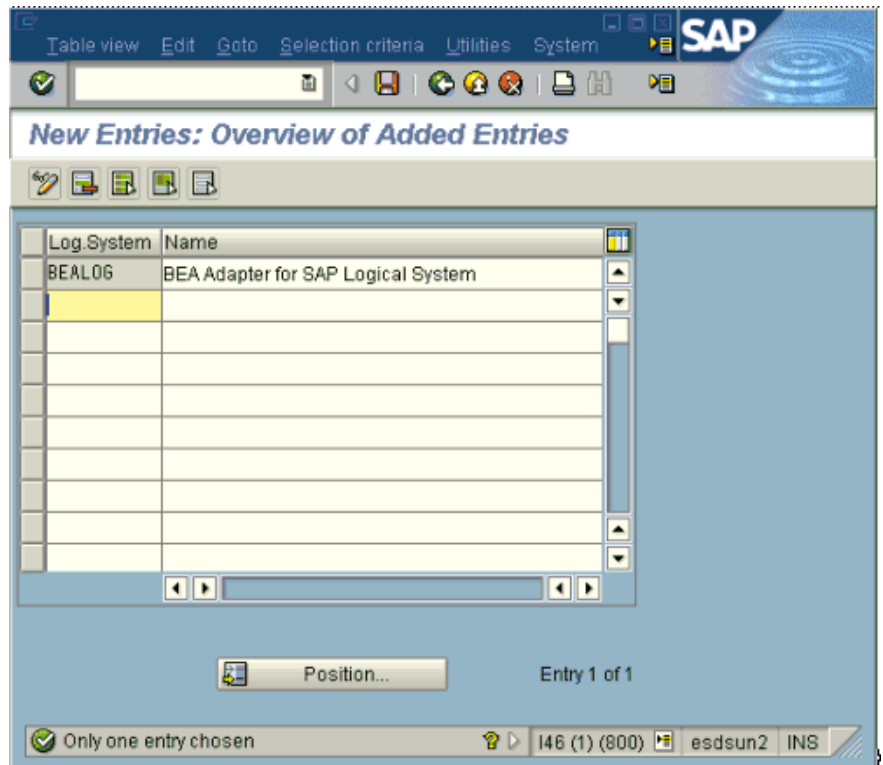 Table view Edit Goto Selection criteria Utilities System
SAP
New Entries: Overview of Added Entries
Log.System Name
BEALOG BEA Adapter for SAP Logical System
Position... Entry 1 of 1
Only one entry chosen I46 (1) (800) esdsun2 INS